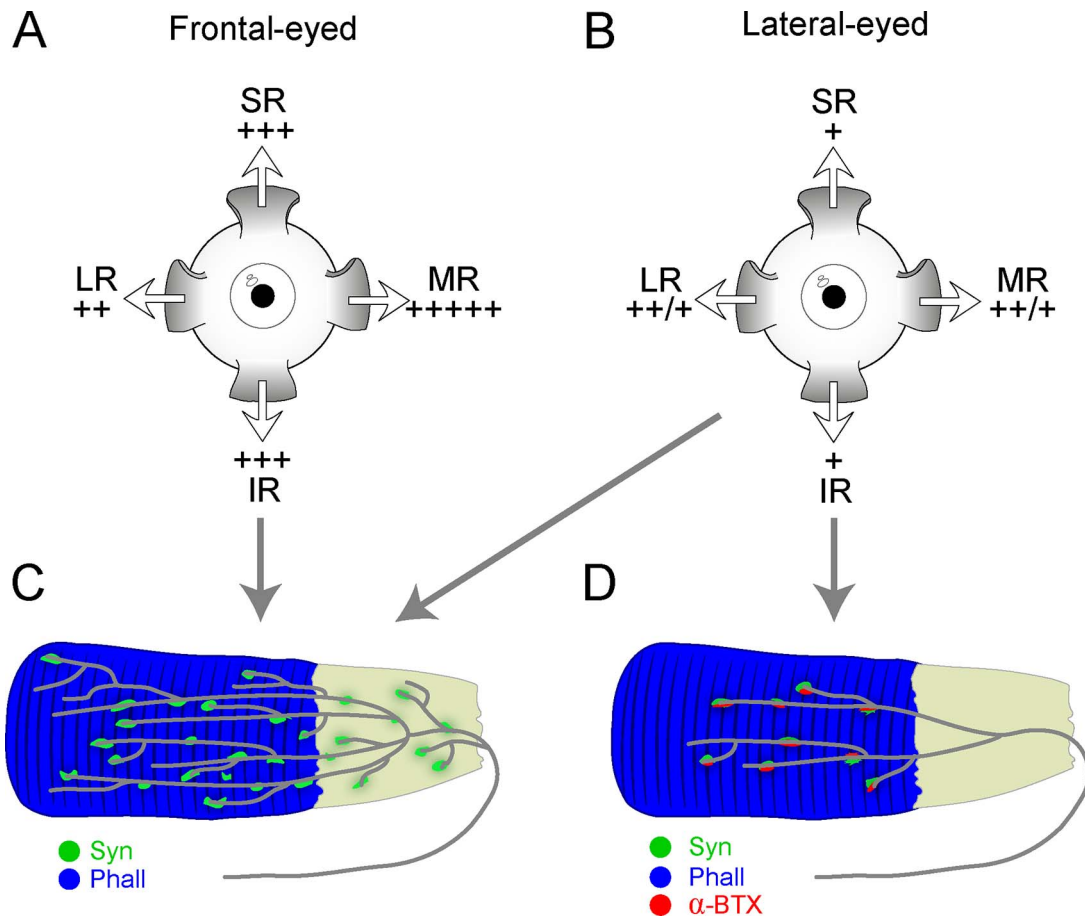 A
Frontal-eyed
SR
+++
LR
++
MR
+++++
+++
IR
B
Lateral-eyed
SR
+
LR
++/+
MR
++/+
+
IR
C
Syn
Phall
D
Syn
Phall
α-BTX